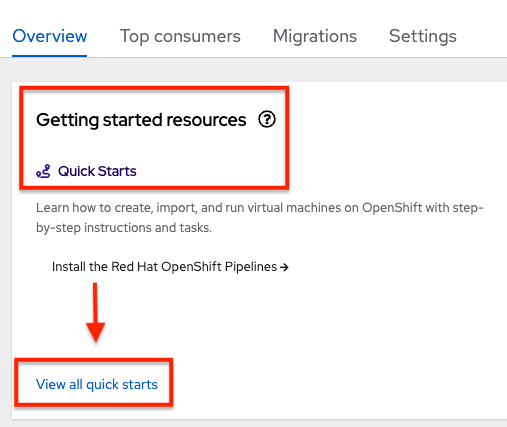 Overview Top consumers Migrations Settings
Getting started resources
Quick Starts
Learn how to create, import, and run virtual machines on OpenShift with step-
by-step instructions and tasks.
Install the Red Hat OpenShift Pipelines →
View all quick starts